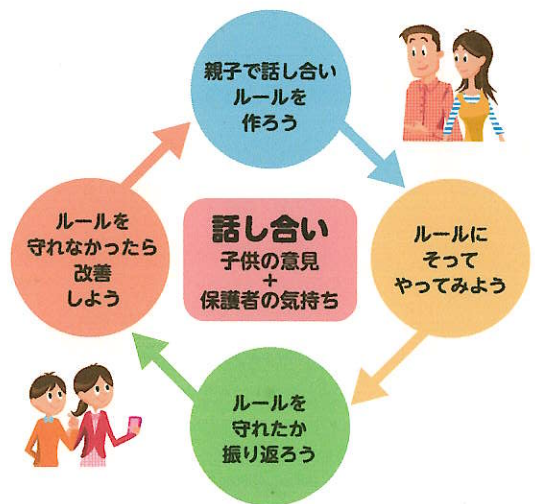 親子で話し合い
ルールを
作ろう
ルールに
そって
やってみよう
ルールを
守れたか
振り返ろう
ルールを
守れなかったら
改善
しよう
話し合い
子供の意見
+
保護者の気持ち